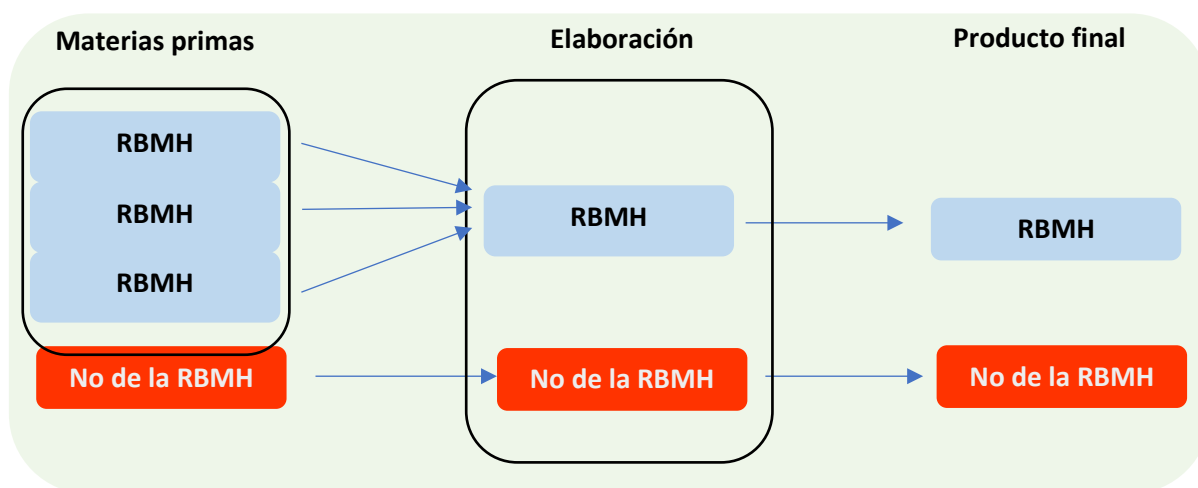 Materias primas
Elaboración
Producto final
RBMH
RBMH
RBMH
RBMH
RBMH
No de la RBMH
No de la RBMH
No de la RBMH